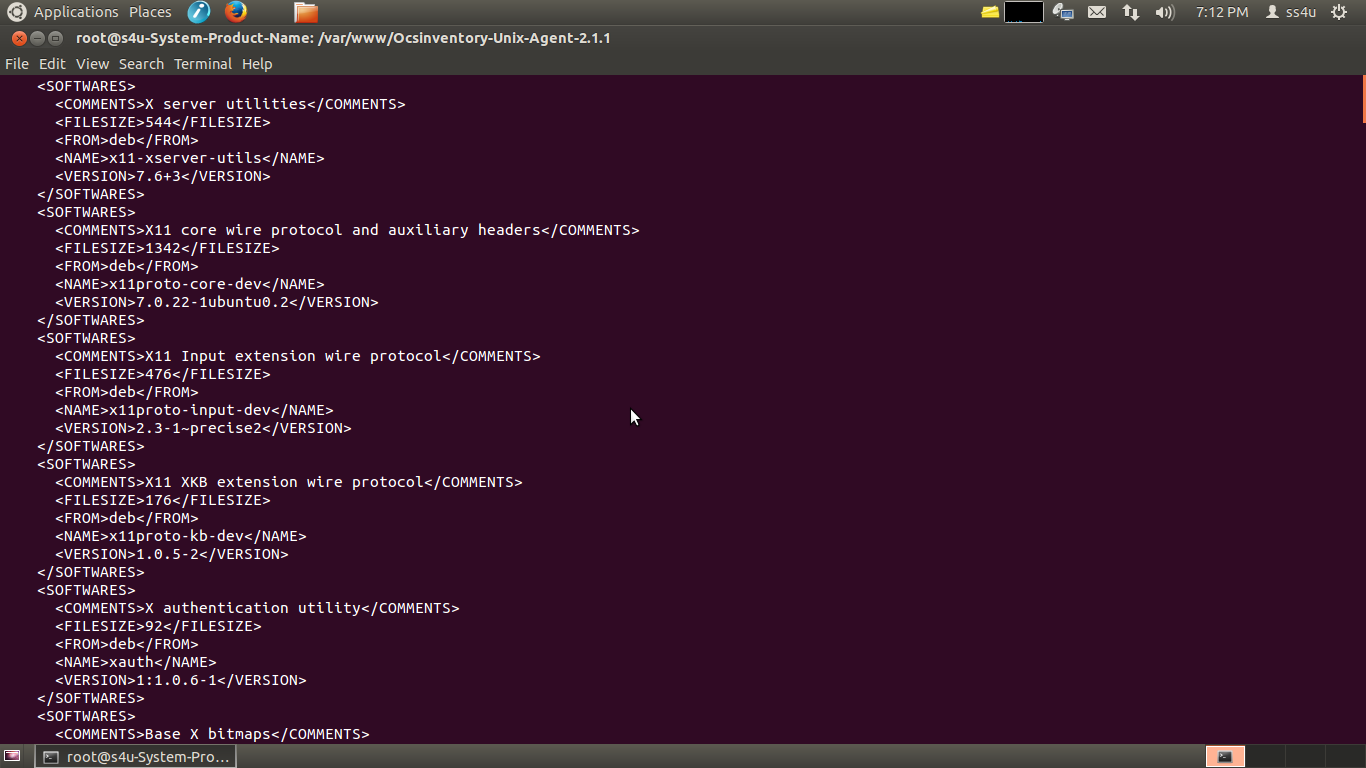 Applications Places 7:12 PM ss4u
root@s4u-System-Product-Name: /var/www/Ocsinventory-Unix-Agent-2.1.1
File Edit View Search Terminal Help
<SOFTWARES>
<COMMENTS>X server utilities</COMMENTS>
<FILESIZE>544</FILESIZE>
<FROM>deb</FROM>
<NAME>x11-xserver-utils</NAME>
<VERSION>7.6+3</VERSION>
</SOFTWARES>
<SOFTWARES>
<COMMENTS>X11 core wire protocol and auxiliary headers</COMMENTS>
<FILESIZE>1342</FILESIZE>
<FROM>deb</FROM>
<NAME>x11proto-core-dev</NAME>
<VERSION>7.0.22-1ubuntu0.2</VERSION>
</SOFTWARES>
<SOFTWARES>
<COMMENTS>X11 Input extension wire protocol</COMMENTS>
<FILESIZE>476</FILESIZE>
<FROM>deb</FROM>
<NAME>x11proto-input-dev</NAME>
<VERSION>2.3-1~precise2</VERSION>
</SOFTWARES>
<SOFTWARES>
<COMMENTS>X11 XKB extension wire protocol</COMMENTS>
<FILESIZE>176</FILESIZE>
<FROM>deb</FROM>
<NAME>x11proto-kb-dev</NAME>
<VERSION>1.0.5-2</VERSION>
</SOFTWARES>
<SOFTWARES>
<COMMENTS>X authentication utility</COMMENTS>
<FILESIZE>92</FILESIZE>
<FROM>deb</FROM>
<NAME>xauth</NAME>
<VERSION>1:1.0.6-1</VERSION>
</SOFTWARES>
<SOFTWARES>
<COMMENTS>Base X bitmaps</COMMENTS>
root@s4u-System-Pro...